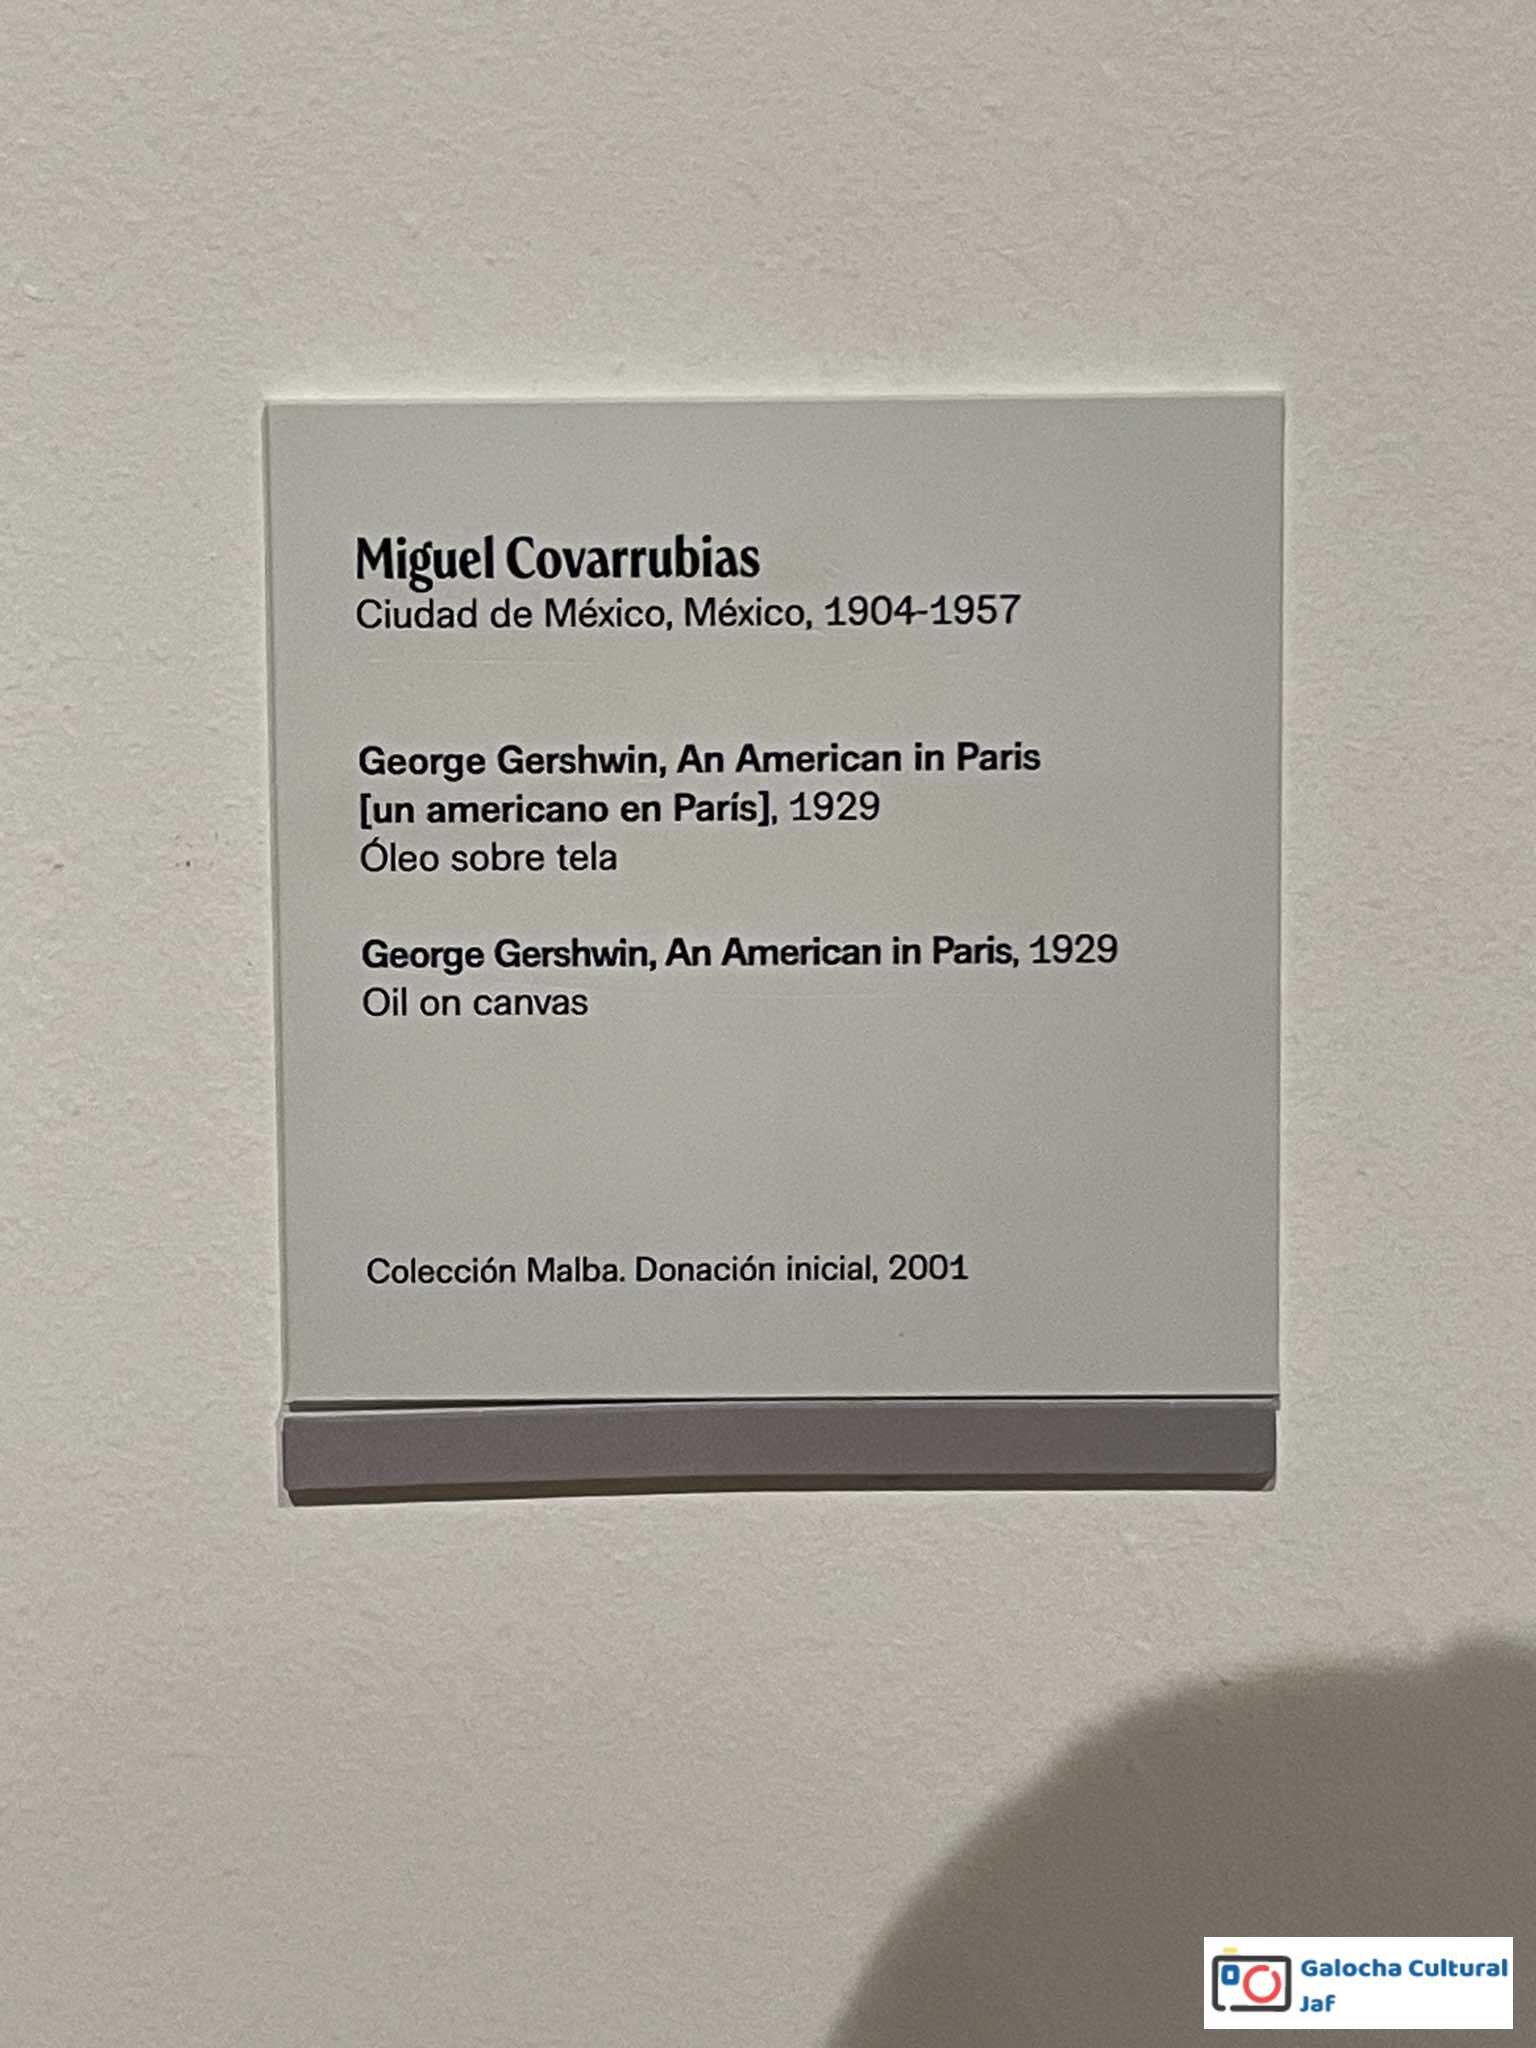 Miguel Covarrubias
Ciudad de México, México, 1904-1957
George Gershwin, An American in Paris
[un americano en París], 1929
Óleo sobre tela
George Gershwin, An American in Paris, 1929
Oil on canvas
Colección Malba. Donación inicial, 2001
Galocha Cultural
Jaf